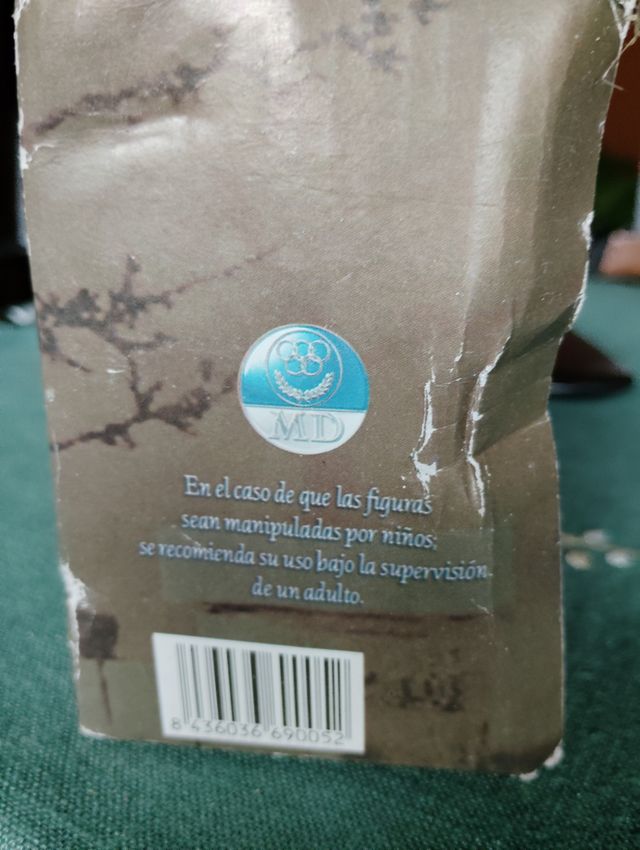 MD
En el caso de que las figuras
sean manipuladas por niños,
se recomienda su uso bajo la supervisión
de un adulto.
8 436036 690052